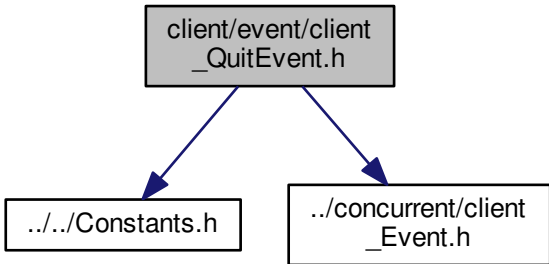 client/event/client
_QuitEvent.h
../../Constants.h
../concurrent/client
_Event.h